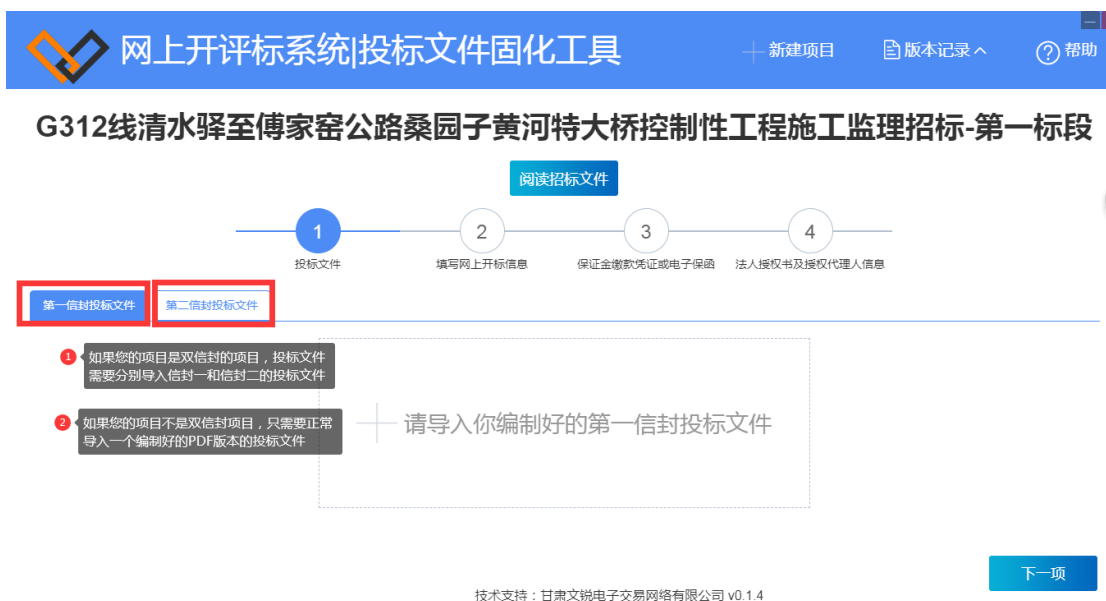 网上开评标系统|投标文件固化工具
新建项目
版本记录
帮助
G312线清水驿至傅家窑公路桑园子黄河特大桥控制性工程施工监理招标-第一标段
阅读招标文件
1
2
3
4
投标文件
填写网上开标信息
保证金缴款凭证或电子保函
法人授权书及授权代理人信息
第一信封投标文件
第二信封投标文件
1
如果您的项目是双信封的项目，投标文件
需要分别导入信封一和信封二的投标文件
2
如果您的项目不是双信封项目，只需要正常
导入一个编制好的PDF版本的投标文件
请导入你编制好的第一信封投标文件
下一项
技术支持：甘肃文锐电子交易网络有限公司 v0.1.4